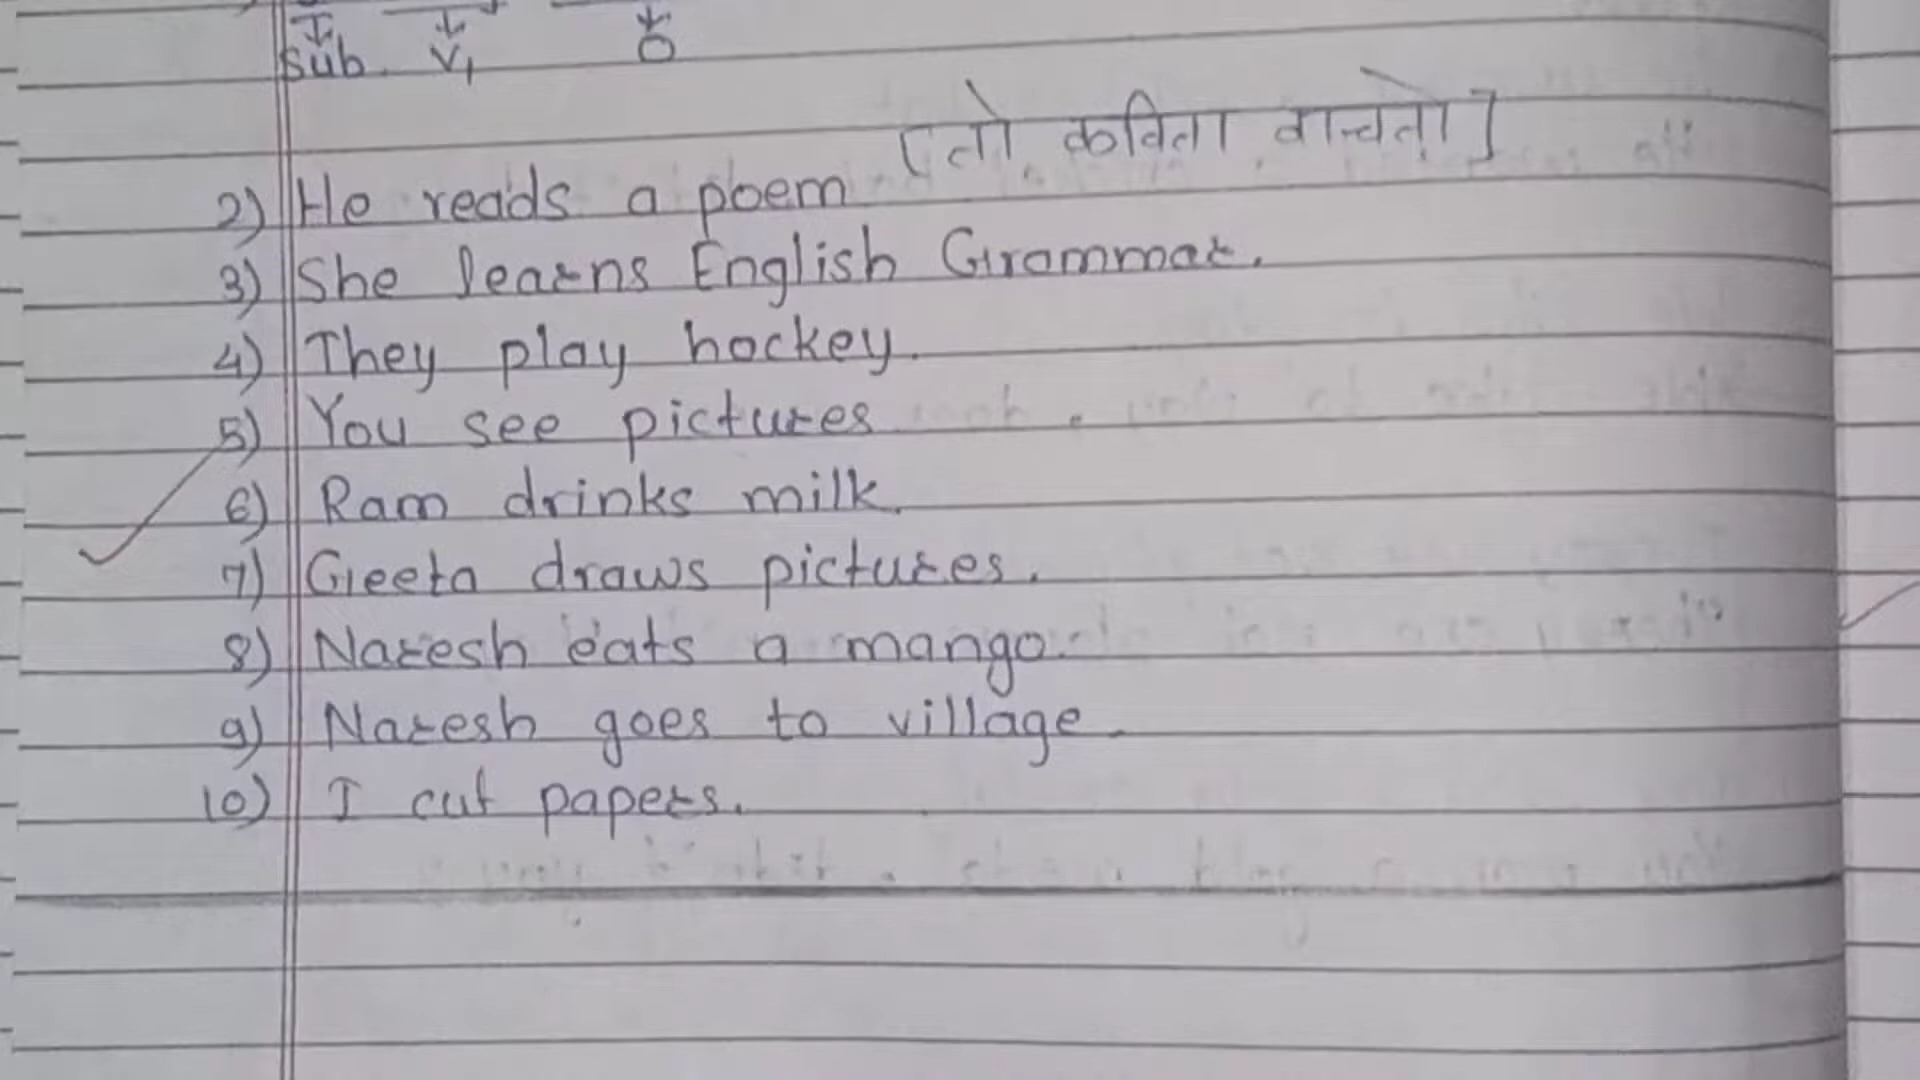 Sub. V1 O
[तो कविता वाचतो]
2) He reads a poem
3) She learns English Grammar.
4) They play hockey.
5) You see pictures
6) Ram drinks milk.
7) Geeta draws pictures.
8) Naresh eats a mango.
9) Naresh goes to village.
10) I cut papers.